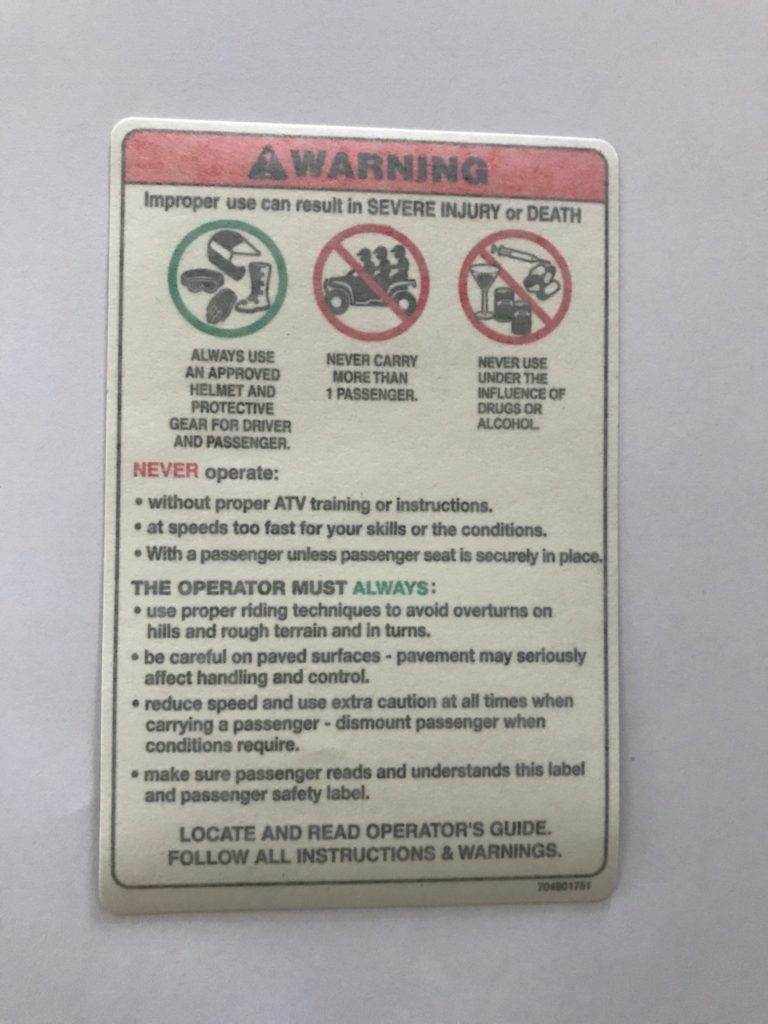 WARNING
Improper use can result in SEVERE INJURY or DEATH
ALWAYS USE
AN APPROVED
HELMET AND
PROTECTIVE
GEAR FOR DRIVER
AND PASSENGER.
NEVER CARRY
MORE THAN
1 PASSENGER.
NEVER USE
UNDER THE
INFLUENCE OF
DRUGS OR
ALCOHOL.
NEVER operate:
• without proper ATV training or instructions.
• at speeds too fast for your skills or the conditions.
• With a passenger unless passenger seat is securely in place.
THE OPERATOR MUST ALWAYS:
• use proper riding techniques to avoid overturns on
hills and rough terrain and in turns.
• be careful on paved surfaces - pavement may seriously
affect handling and control.
• reduce speed and use extra caution at all times when
carrying a passenger - dismount passenger when
conditions require.
• make sure passenger reads and understands this label
and passenger safety label.
LOCATE AND READ OPERATOR'S GUIDE.
FOLLOW ALL INSTRUCTIONS & WARNINGS.
704901751